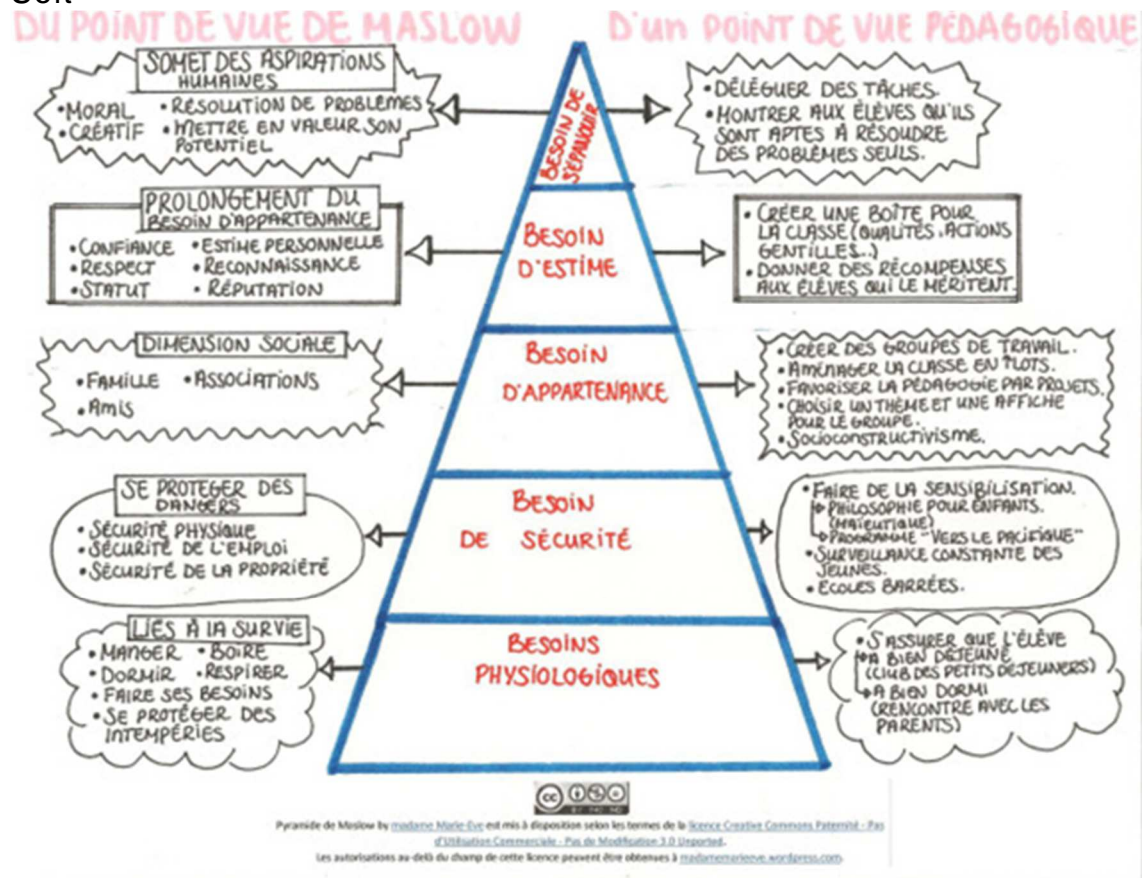 DU POINT DE VUE DE MASLOW
D'un POINT DE VUE PÉDAGOGIQUE
SOMET DES ASPIRATIONS
HUMAINES
•MORAL •RÉSOLUTION DE PROBLÈMES
•CRÉATIF •METTRE EN VALEUR SON
POTENTIEL
BESOIN DE
S'ÉPANOUIR
•DÉLÉGUER DES TÂCHES.
•MONTRER AUX ÉLÈVES QU'ILS
SONT APTES À RÉSOUDRE
DES PROBLÈMES SEULS.
PROLONGEMENT DU
BESOIN D'APPARTENANCE
•CONFIANCE •ESTIME PERSONNELLE
•RESPECT •RECONNAISSANCE
•STATUT •RÉPUTATION
BESOIN
D'ESTIME
•CRÉER UNE BOÎTE POUR
LA CLASSE (QUALITÉS, ACTIONS
GENTILLES...)
•DONNER DES RÉCOMPENSES
AUX ÉLÈVES QUI LE MÉRITENT.
DIMENSION SOCIALE
•FAMILLE •ASSOCIATIONS
•Amis
BESOIN
D'APPARTENANCE
•CRÉER DES GROUPES DE TRAVAIL.
•AMÉNAGER LA CLASSE EN ÎLOTS.
•FAVORISER LA PÉDAGOGIE PAR PROJETS.
•CHOISIR UN THÈME ET UNE AFFICHE
POUR LE GROUPE.
•Socioconstructivisme.
SE PROTEGER DES
DANGERS
•SÉCURITÉ PHYSIQUE
•SÉCURITÉ DE L'EMPLOI
•SÉCURITÉ DE LA PROPRIÉTÉ
BESOIN
DE SÉCURITÉ
•FAIRE DE LA SENSIBILISATION.
PHILOSOPHIE POUR ENFANTS.
(MAÏEUTIQUE)
PROGRAMME "VERS LE PACIFIQUE"
•SURVEILLANCE CONSTANTE DES
JEUNES.
•ECOLES BARRÉES.
LIÉS À LA SURVIE
•MANGER •BOIRE
•DORMIR •RESPIRER
•FAIRE SES BESOINS
•SE PROTÉGER DES
INTEMPÉRIES
BESOINS
PHYSIOLOGIQUES
•S'ASSURER QUE L'ÉLÈVE
A BIEN DÉJEUNÉ
(CLUB DES PETITS DÉJEUNERS)
A BIEN DORMI
(RENCONTRE AVEC LES
PARENTS)
cc
BY NC ND
Pyramide de Maslow by madame Marie-Eve est mis à disposition selon les termes de la licence Creative Commons Paternité - Pas
d'Utilisation Commerciale - Pas de Modification 3.0 Unported.
Les autorisations au-delà du champ de cette licence peuvent être obtenues à madamemarieeve.wordpress.com.